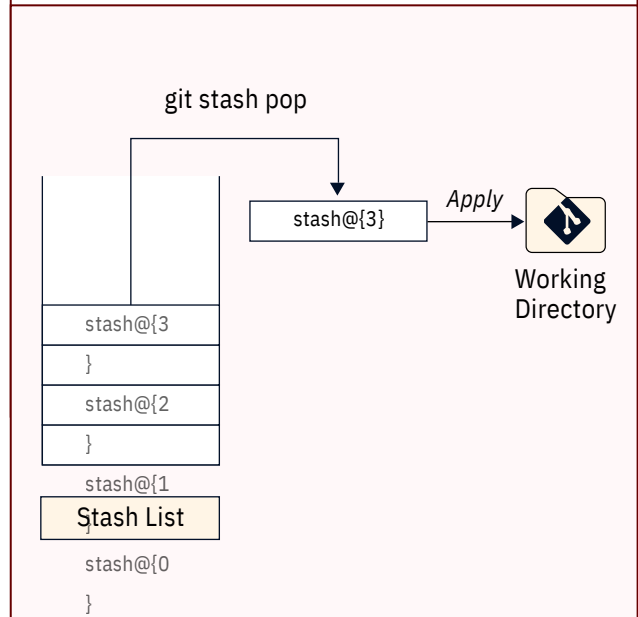 git stash pop
stash@{3}
Apply
Working
Directory
stash@{3
}
stash@{2
}
stash@{1
}
Stash List
stash@{0
}